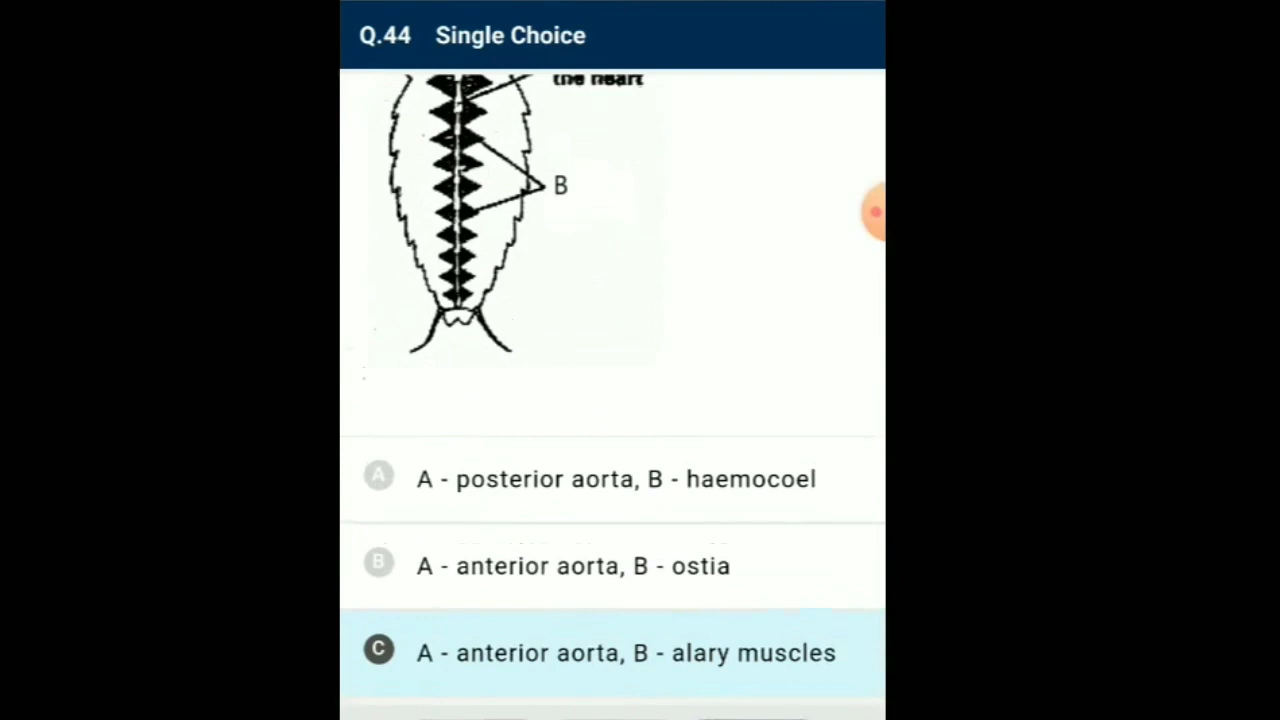 Q.44 Single Choice
the heart
B
A A - posterior aorta, B - haemocoel
B A - anterior aorta, B - ostia
C A - anterior aorta, B - alary muscles